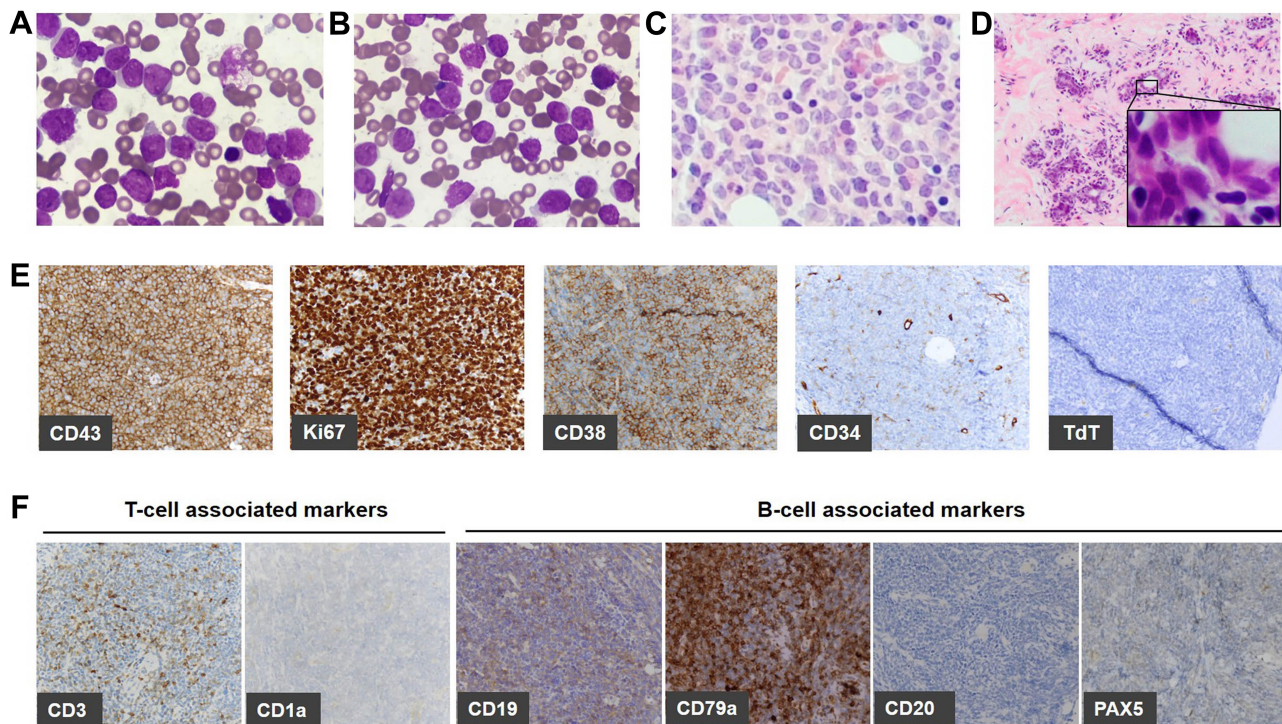 A
B
C
D
E
CD43
Ki67
CD38
CD34
TdT
F
T-cell associated markers
B-cell associated markers
CD3
CD1a
CD19
CD79a
CD20
PAX5